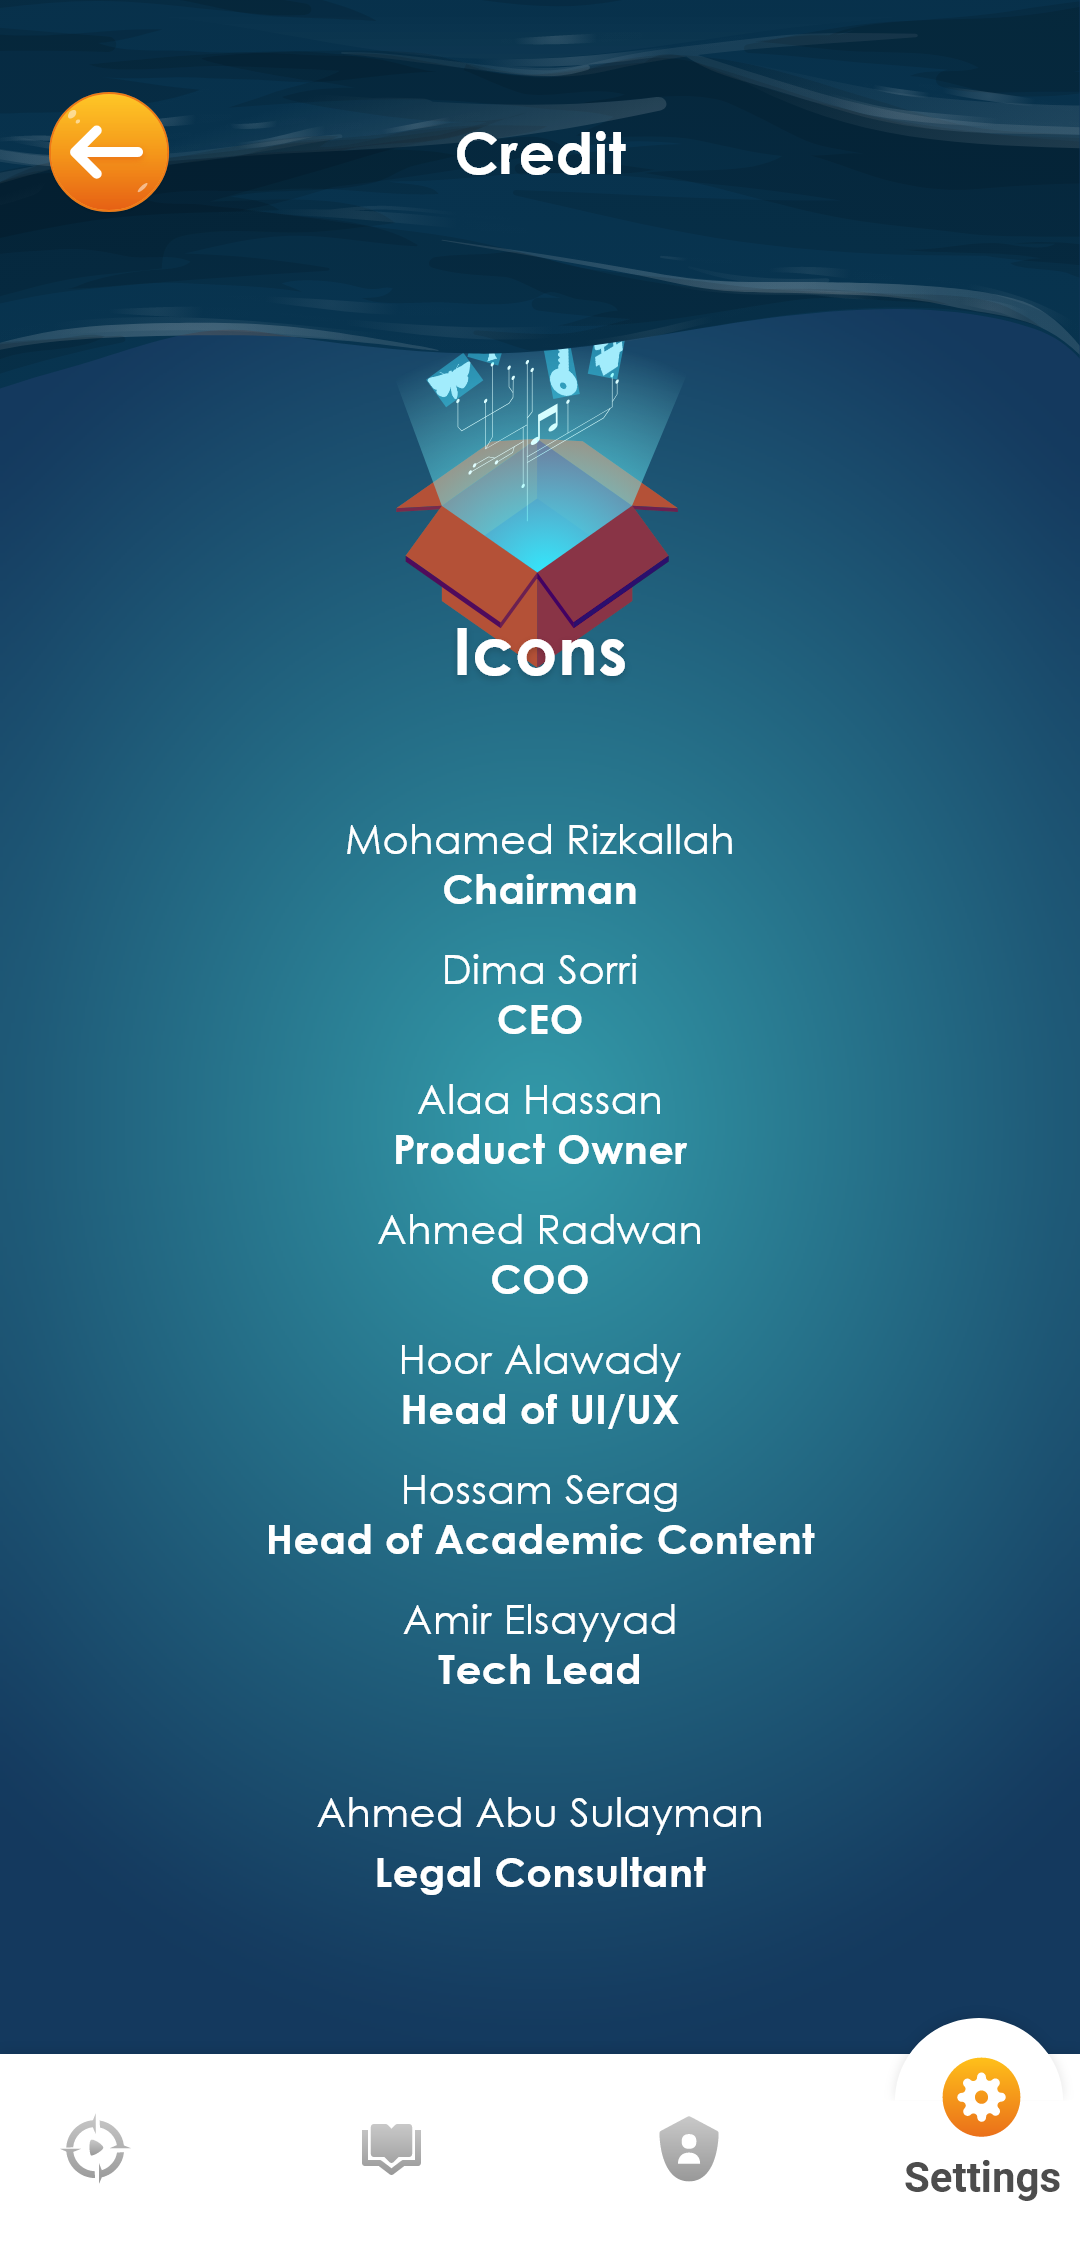 Credit
Icons
Mohamed Rizkallah
Chairman
Dima Sorri
CEO
Alaa Hassan
Product Owner
Ahmed Radwan
COO
Hoor Alawady
Head of UI/UX
Hossam Serag
Head of Academic Content
Amir Elsayyad
Tech Lead
Ahmed Abu Sulayman
Legal Consultant
Settings